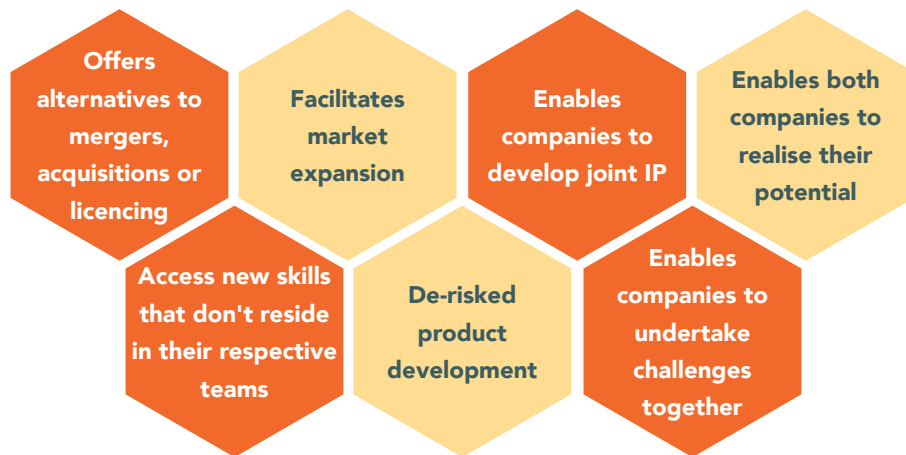 Offers
alternatives to
mergers,
acquisitions or
licencing
Facilitates
market
expansion
Enables
companies to
develop joint IP
Enables both
companies to
realise their
potential
Access new skills
that don't reside
in their respective
teams
De-risked
product
development
Enables
companies to
undertake
challenges
together